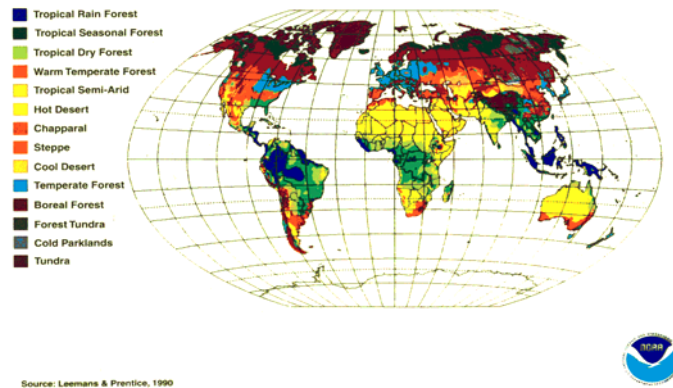 Tropical Rain Forest
Tropical Seasonal Forest
Tropical Dry Forest
Warm Temperate Forest
Tropical Semi-Arid
Hot Desert
Chapparal
Steppe
Cool Desert
Temperate Forest
Boreal Forest
Forest Tundra
Cold Parklands
Tundra
NOAA
Source: Leemans & Prentice, 1990